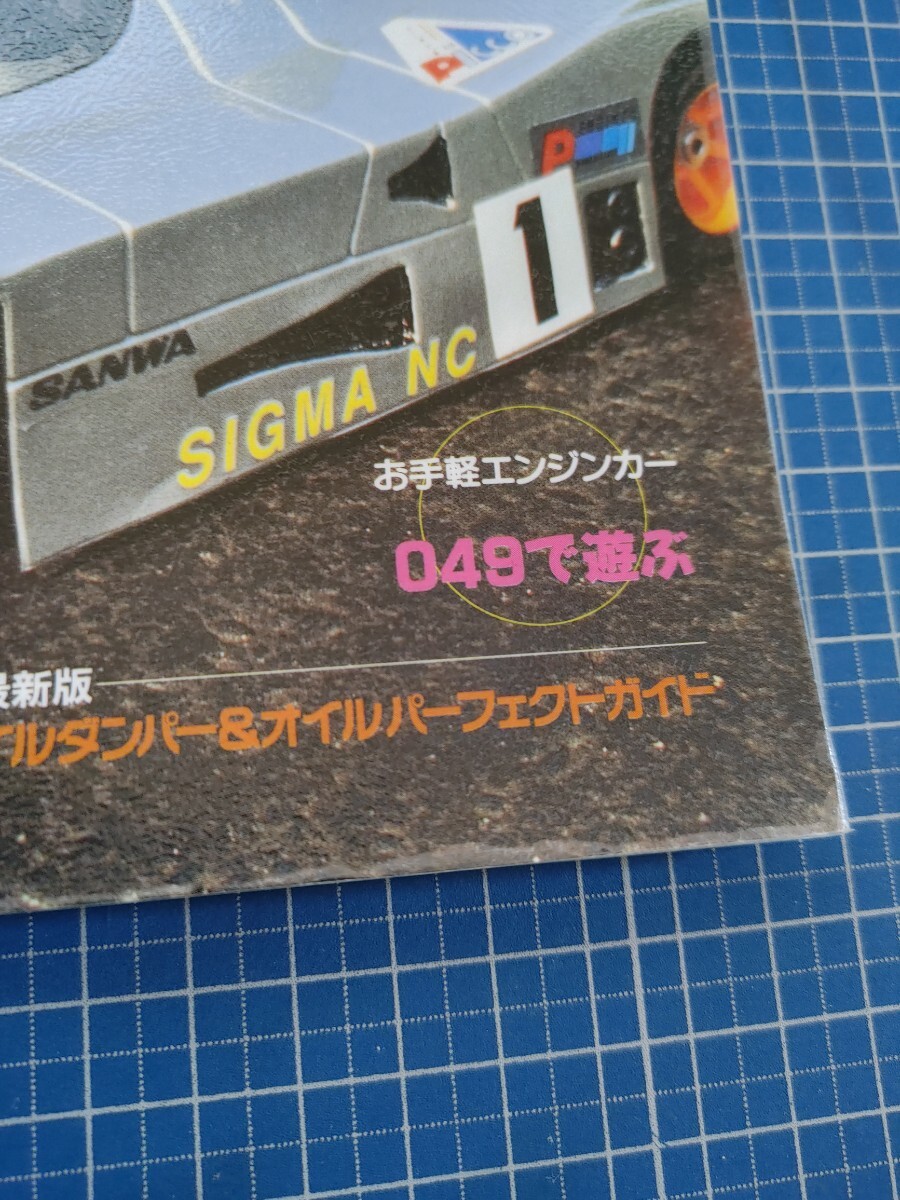 1
SANWA
SIGMA NC
お手軽エンジンカー
049で遊ぶ
最新版
イルダンパー&オイルパーフェクトガイド